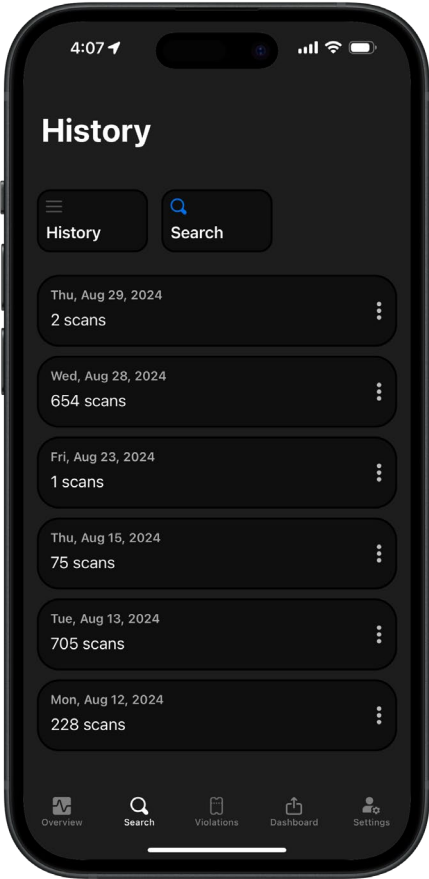 4:07
History
History
Search
Thu, Aug 29, 2024
2 scans
Wed, Aug 28, 2024
654 scans
Fri, Aug 23, 2024
1 scans
Thu, Aug 15, 2024
75 scans
Tue, Aug 13, 2024
705 scans
Mon, Aug 12, 2024
228 scans
Overview
Search
Violations
Dashboard
Settings